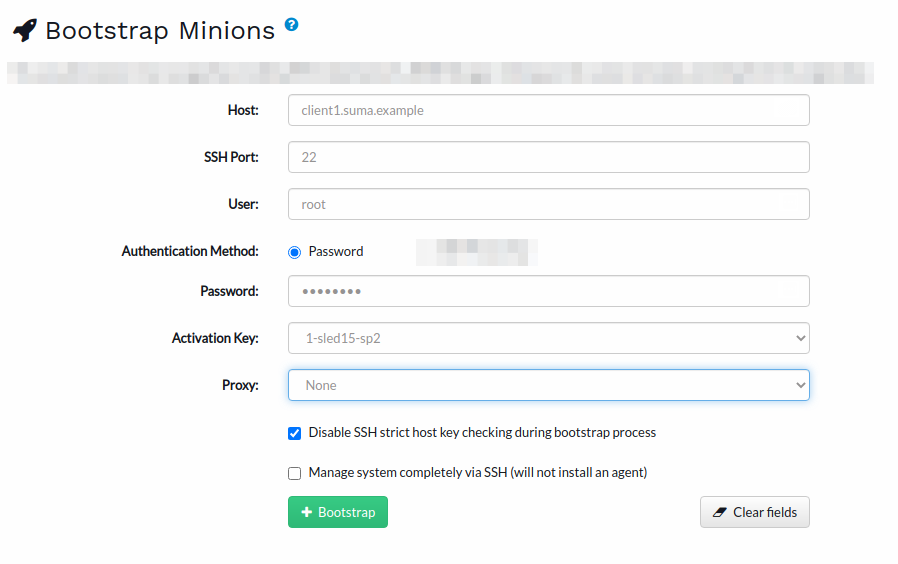 Bootstrap Minions ?
Host: client1.suma.example
SSH Port: 22
User: root
Authentication Method: Password
Password: ••••••••
Activation Key: 1-sled15-sp2
Proxy: None
Disable SSH strict host key checking during bootstrap process
Manage system completely via SSH (will not install an agent)
+ Bootstrap Clear fields